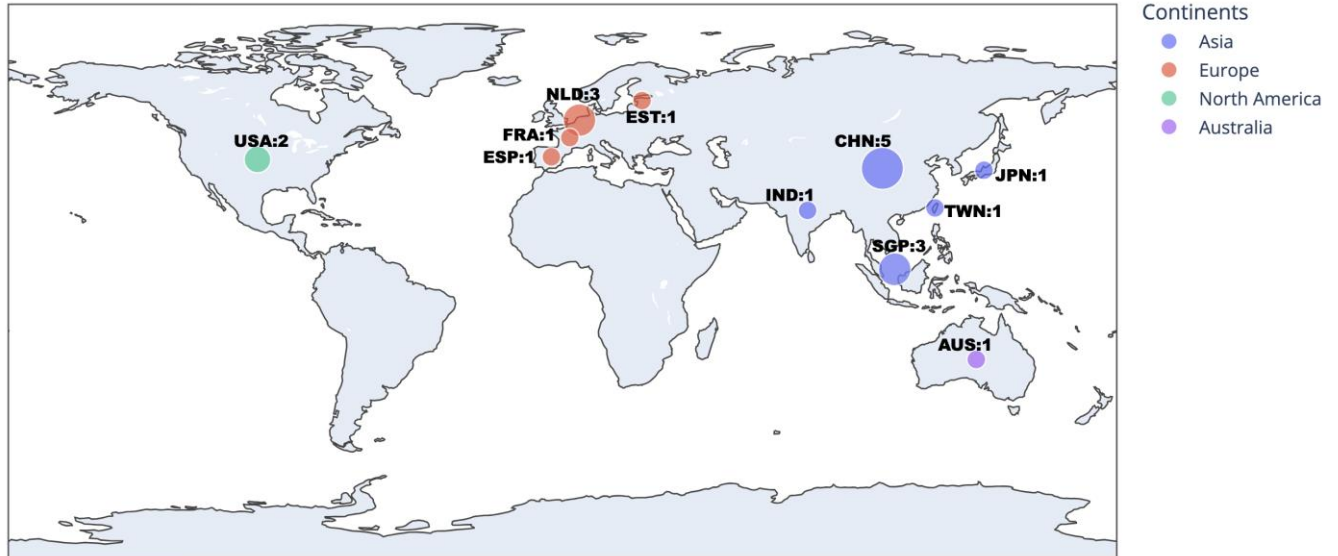 Continents
Asia
Europe
North America
Australia
NLD:3
EST:1
FRA:1
USA:2
ESP:1
CHN:5
JPN:1
IND:1
TWN:1
SGP:3
AUS:1